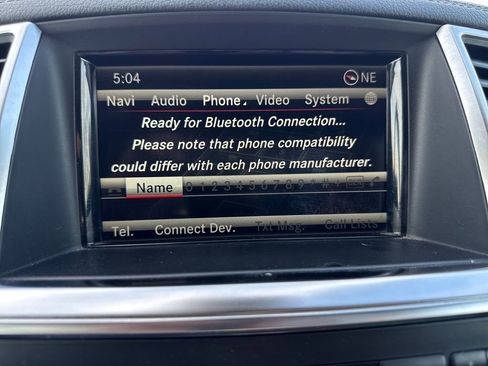 5:04 NE
Navi Audio Phone Video System
Ready for Bluetooth Connection...
Please note that phone compatibility
could differ with each phone manufacturer.
Name 0 1 2 3 4 5 6 7 8 9 * # +
Tel. Connect Dev. Txt Msg. Call Lists